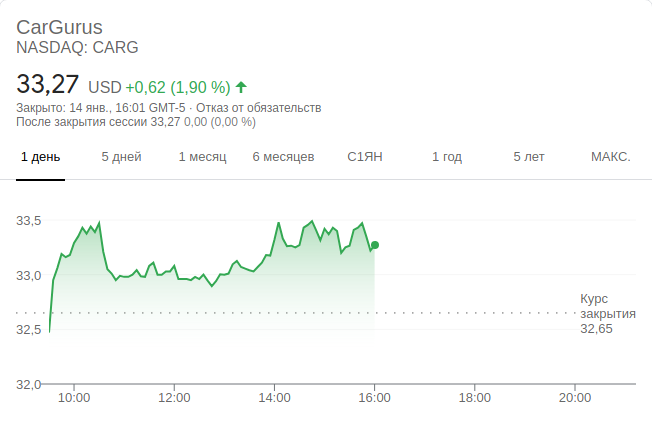 CarGurus
NASDAQ: CARG
33,27 USD +0,62 (1,90 %)
Закрыто: 14 янв., 16:01 GMT-5 · Отказ от обязательств
После закрытия сессии 33,27 0,00 (0,00 %)
1 день 5 дней 1 месяц 6 месяцев С1ЯН 1 год 5 лет МАКС.
33,5
33,0
Курс
закрытия
32,65
32,5
32,0
10:00 12:00 14:00 16:00 18:00 20:00